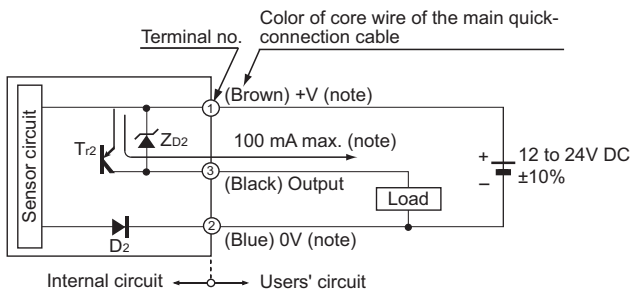 Color of core wire of the main quick-
connection cable
Terminal no.
Sensor circuit
1
(Brown) +V (note)
Tr2
ZD2
100 mA max. (note)
3
(Black) Output
Load
+
−
12 to 24V DC
±10%
D2
2
(Blue) 0V (note)
Internal circuit
Users' circuit